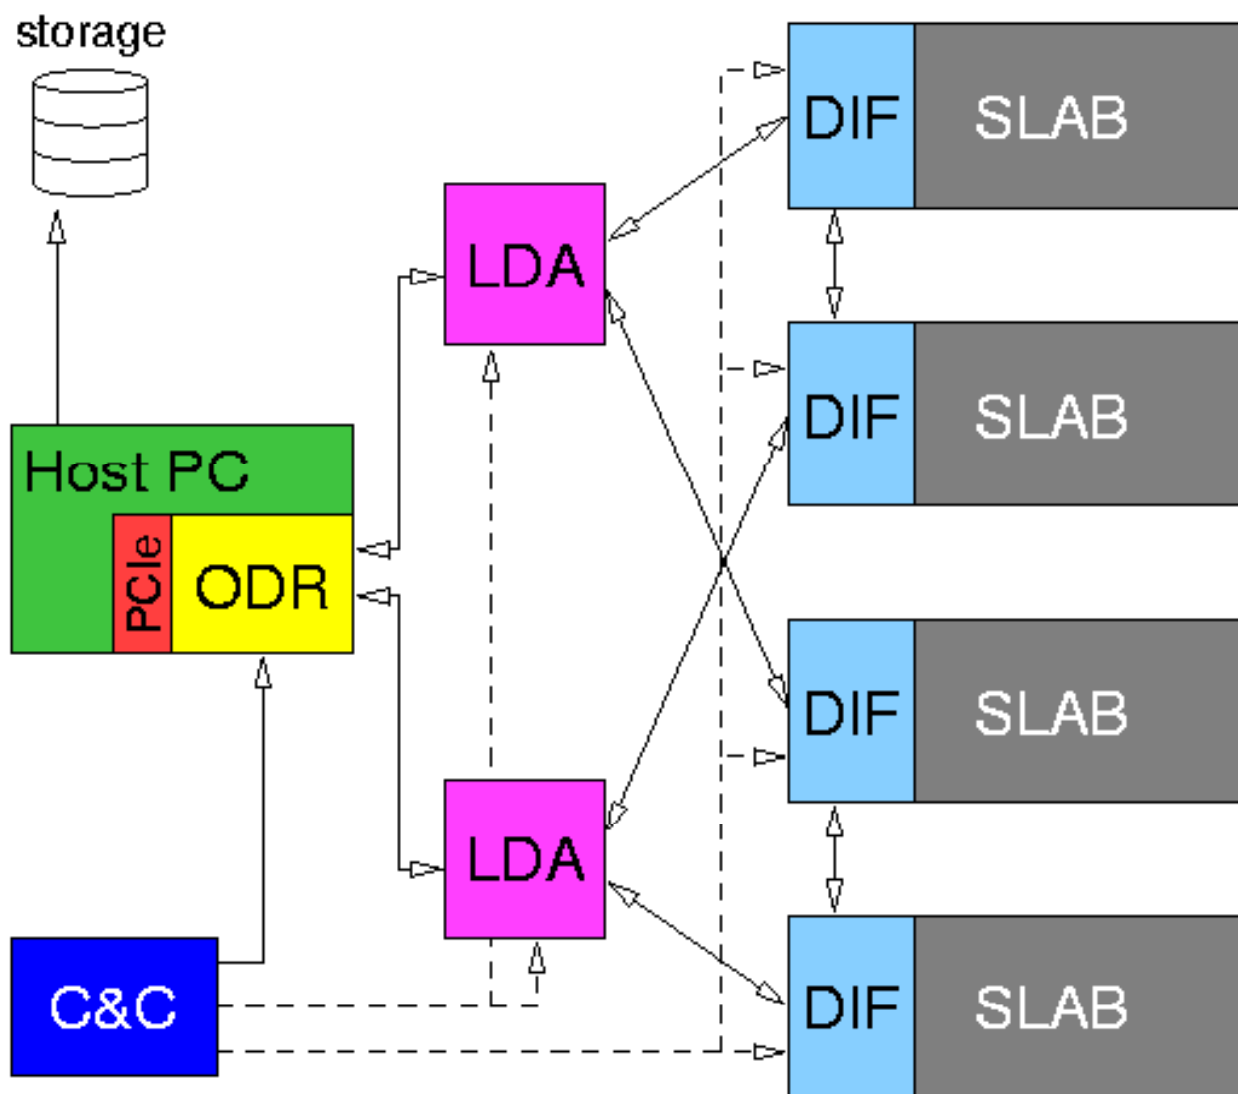 storage
DIF SLAB
LDA
DIF SLAB
Host PC
PCIe
ODR
DIF SLAB
LDA
DIF SLAB
C&C